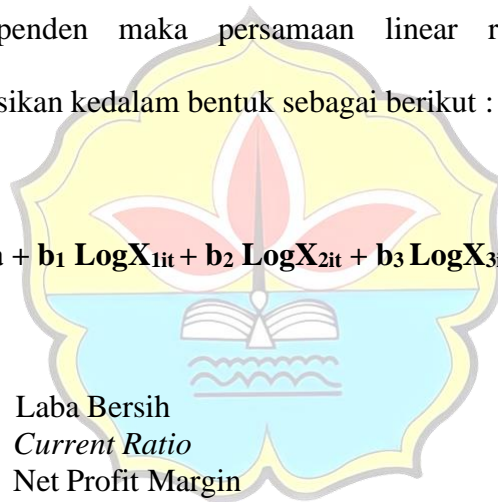 penden maka persamaan linear r
sikan kedalam bentuk sebagai berikut :
+ b₁ LogX₁ᵢₜ + b₂ LogX₂ᵢₜ + b₃ LogX₃ᵢ
Laba Bersih
Current Ratio
Net Profit Margin